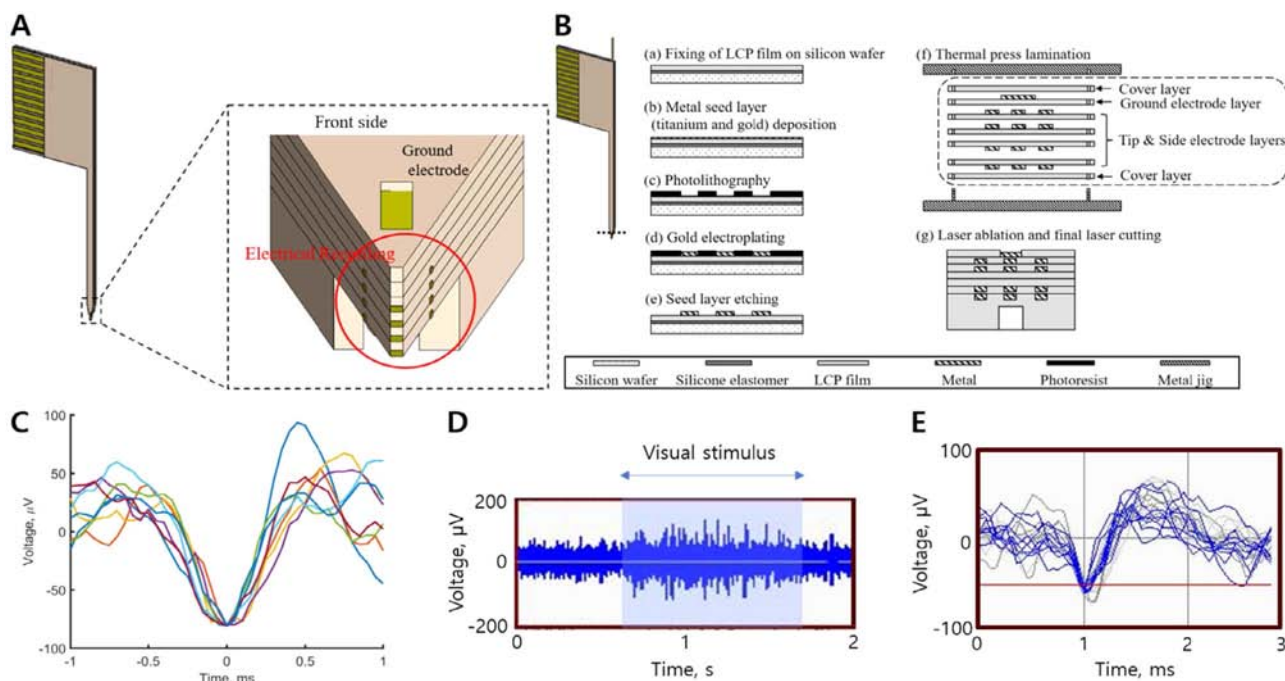 A
Front side
Ground
electrode
Electrical Recording
B
(a) Fixing of LCP film on silicon wafer
(b) Metal seed layer
(titanium and gold) deposition
(c) Photolithography
(d) Gold electroplating
(e) Seed layer etching
(f) Thermal press lamination
Cover layer
Ground electrode layer
Tip & Side electrode layers
Cover layer
(g) Laser ablation and final laser cutting
Silicon wafer
Silicone elastomer
LCP film
Metal
Photoresist
Metal jig
C
100
50
0
-50
-100
Voltage, μV
-1
-0.5
0
0.5
1
Time, ms
D
Visual stimulus
200
0
-200
Voltage, μV
0
1
2
Time, s
E
100
0
-100
Voltage, μV
0
1
2
3
Time, ms